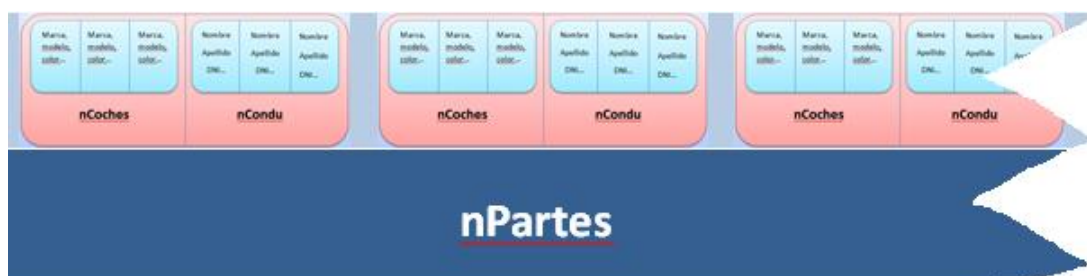 Marca, Marca, Marca, Nombre Nombre Nombre Marca, Marca, Marca, Nombre Nombre Nombre Marca, Marca, Marca, Nombre Nombre
modelo, modelo, modelo, Apellido Apellido Apellido modelo, modelo, modelo, Apellido Apellido Apellido modelo, modelo, modelo, Apellido Apellido
color… color… color… DNI… DNI… DNI… color… color… color… DNI… DNI… DNI… color… color… color… DNI… DNI…
nCoches nCondu nCoches nCondu nCoches nCondu
nPartes